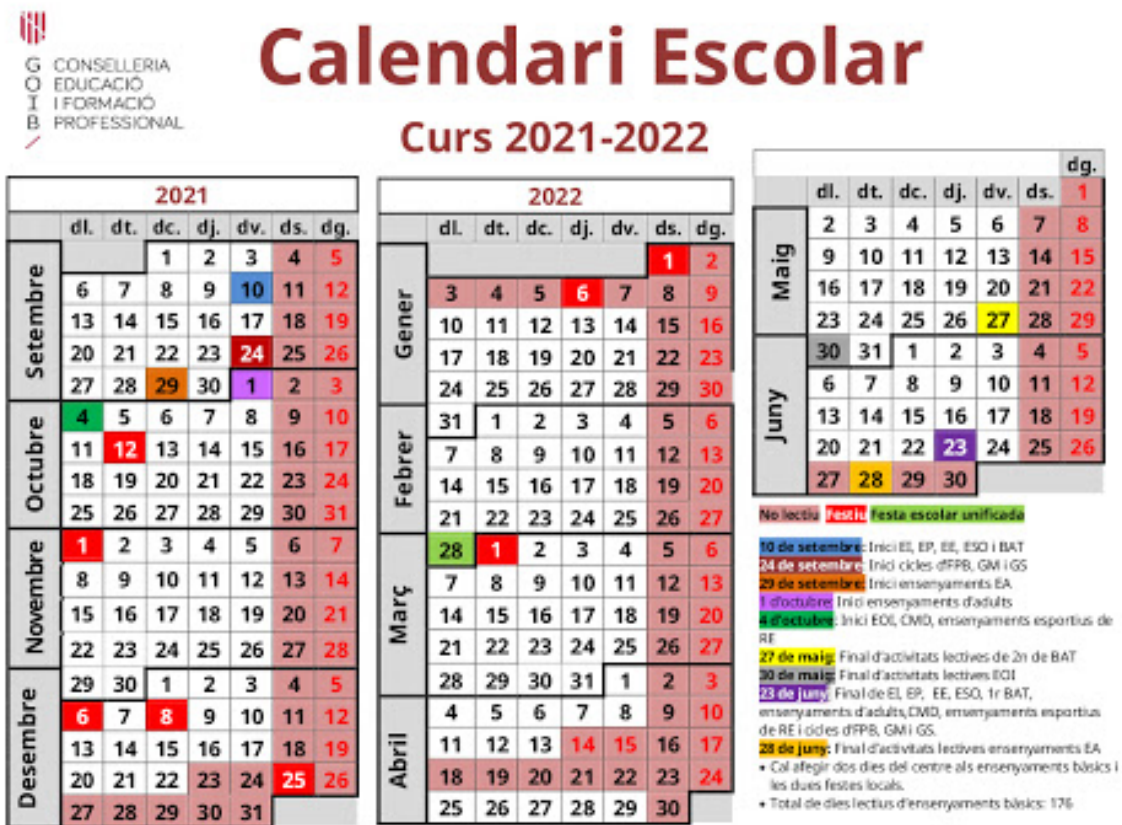 G CONSELLERIA
O EDUCACIÓ
I I FORMACIÓ
B PROFESSIONAL
/
Calendari Escolar
Curs 2021-2022
2021
dl. dt. dc. dj. dv. ds. dg.
Setembre
1 2 3 4 5
6 7 8 9 10 11 12
13 14 15 16 17 18 19
20 21 22 23 24 25 26
27 28 29 30 1 2 3
Octubre
4 5 6 7 8 9 10
11 12 13 14 15 16 17
18 19 20 21 22 23 24
25 26 27 28 29 30 31
Novembre
1 2 3 4 5 6 7
8 9 10 11 12 13 14
15 16 17 18 19 20 21
22 23 24 25 26 27 28
29 30 1 2 3 4 5
Desembre
6 7 8 9 10 11 12
13 14 15 16 17 18 19
20 21 22 23 24 25 26
27 28 29 30 31
2022
dl. dt. dc. dj. dv. ds. dg.
Gener
1 2
3 4 5 6 7 8 9
10 11 12 13 14 15 16
17 18 19 20 21 22 23
24 25 26 27 28 29 30
Febrer
31 1 2 3 4 5 6
7 8 9 10 11 12 13
14 15 16 17 18 19 20
21 22 23 24 25 26 27
Març
28 1 2 3 4 5 6
7 8 9 10 11 12 13
14 15 16 17 18 19 20
21 22 23 24 25 26 27
28 29 30 31 1 2 3
Abril
4 5 6 7 8 9 10
11 12 13 14 15 16 17
18 19 20 21 22 23 24
25 26 27 28 29 30
dg.
dl. dt. dc. dj. dv. ds. 1
Maig
2 3 4 5 6 7 8
9 10 11 12 13 14 15
16 17 18 19 20 21 22
23 24 25 26 27 28 29
Juny
30 31 1 2 3 4 5
6 7 8 9 10 11 12
13 14 15 16 17 18 19
20 21 22 23 24 25 26
27 28 29 30
No lectiu Festiu Festa escolar unificada
10 de setembre: Inici EI, EP, EE, ESO i BAT
24 de setembre: Inici cicles d'FPB, GM i GS
29 de setembre: Inici ensenyaments EA
1 d'octubre: Inici ensenyaments d'adults
4 d'octubre: Inici EOI, CMD, ensenyaments esportius de
RE
27 de maig: Final d'activitats lectives de 2n de BAT
30 de maig: Final d'activitats lectives EOI
23 de juny: Final de EI, EP, EE, ESO, 1r BAT,
ensenyaments d'adults,CMD, ensenyaments esportius
de RE i cicles d'FPB, GM i GS.
28 de juny: Final d'activitats lectives ensenyaments EA
• Cal afegir dos dies del centre als ensenyaments bàsics i
les dues festes locals.
• Total de dies lectius d'ensenyaments bàsics: 176